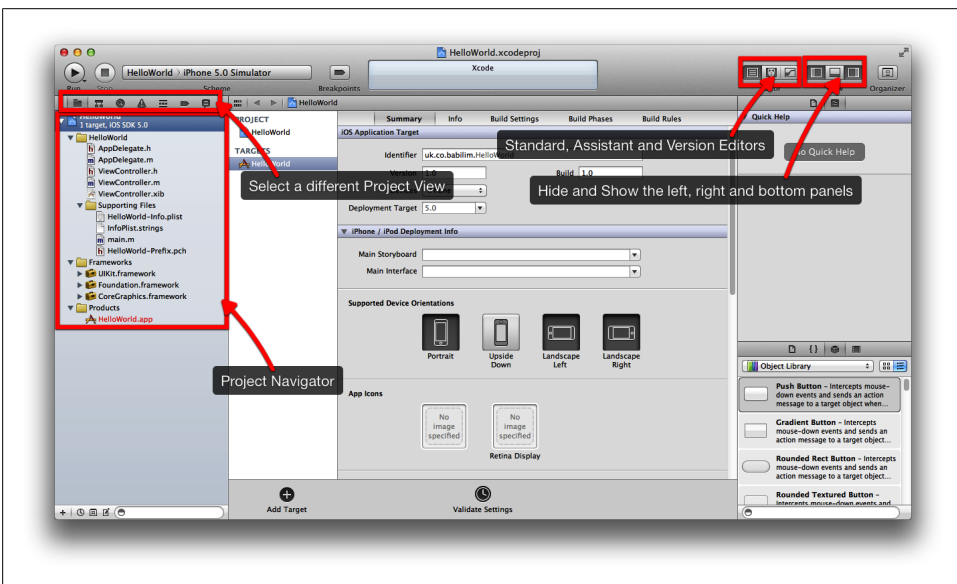 HelloWorld.xcodeproj
HelloWorld › iPhone 5.0 Simulator
Xcode
Run
Stop
Scheme
Breakpoints
Organizer
HelloWorld
HelloWorld
1 target, iOS SDK 5.0
HelloWorld
AppDelegate.h
AppDelegate.m
ViewController.h
ViewController.m
ViewController.xib
Supporting Files
HelloWorld-Info.plist
InfoPlist.strings
main.m
HelloWorld-Prefix.pch
Frameworks
UIKit.framework
Foundation.framework
CoreGraphics.framework
Products
HelloWorld.app
PROJECT
HelloWorld
TARGETS
HelloWorld
Summary
Info
Build Settings
Build Phases
Build Rules
iOS Application Target
Identifier
uk.co.babilim.HelloWorld
Version
1.0
Build
1.0
Deployment Target
5.0
iPhone / iPod Deployment Info
Main Storyboard
Main Interface
Supported Device Orientations
Portrait
Upside Down
Landscape Left
Landscape Right
App Icons
No image specified
No image specified
Retina Display
Add Target
Validate Settings
Quick Help
No Quick Help
Standard, Assistant and Version Editors
Select a different Project View
Hide and Show the left, right and bottom panels
Project Navigator
Object Library
Push Button – Intercepts mouse-
down events and sends an action
message to a target object when...
Gradient Button – Intercepts
mouse-down events and sends an
action message to a target object...
Rounded Rect Button – Intercepts
mouse-down events and sends an
action message to a target object...
Rounded Textured Button –
Intercepts mouse-down events and